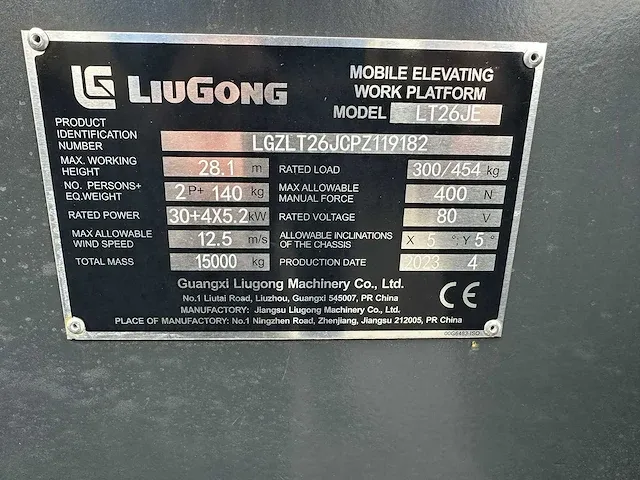 LG LIUGONG
MOBILE ELEVATING
WORK PLATFORM
MODEL LT26JE
PRODUCT
IDENTIFICATION
NUMBER LGZLT26JCPZ119182
MAX. WORKING
HEIGHT 28.1 m RATED LOAD 300/454 kg
NO. PERSONS+
EQ.WEIGHT 2P+ 140 kg MAX ALLOWABLE
MANUAL FORCE 400 N
RATED POWER 30+4X5.2 kW RATED VOLTAGE 80 V
MAX ALLOWABLE
WIND SPEED 12.5 m/s ALLOWABLE INCLINATIONS
OF THE CHASSIS X 5 °; Y 5 °
TOTAL MASS 15000 kg PRODUCTION DATE 2023 4
Guangxi Liugong Machinery Co., Ltd.
No.1 Liutai Road, Liuzhou, Guangxi 545007, PR China
MANUFACTORY: Jiangsu Liugong Machinery Co., Ltd.
PLACE OF MANUFACTORY: No.1 Ningzhen Road, Zhenjiang, Jiangsu 212005, PR China
CE
00G6483-ISO